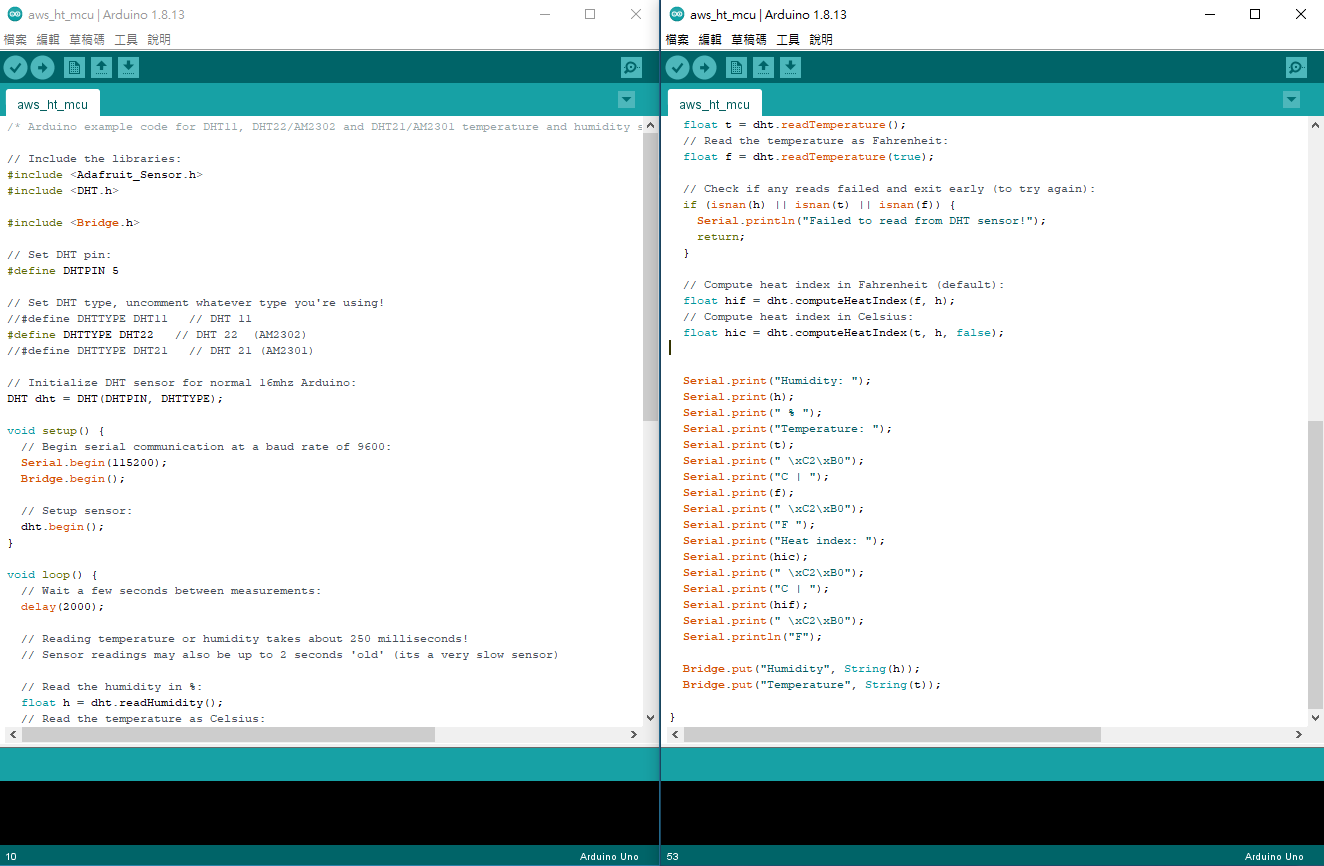 aws_ht_mcu | Arduino 1.8.13
檔案 編輯 草稿碼 工具 說明
aws_ht_mcu
/* Arduino example code for DHT11, DHT22/AM2302 and DHT21/AM2301 temperature and humidity s
// Include the libraries:
#include <Adafruit_Sensor.h>
#include <DHT.h>
#include <Bridge.h>
// Set DHT pin:
#define DHTPIN 5
// Set DHT type, uncomment whatever type you're using!
//#define DHTTYPE DHT11   // DHT 11
#define DHTTYPE DHT22   // DHT 22  (AM2302)
//#define DHTTYPE DHT21   // DHT 21 (AM2301)
// Initialize DHT sensor for normal 16mhz Arduino:
DHT dht = DHT(DHTPIN, DHTTYPE);
void setup() {
  // Begin serial communication at a baud rate of 9600:
  Serial.begin(115200);
  Bridge.begin();
  // Setup sensor:
  dht.begin();
}
void loop() {
  // Wait a few seconds between measurements:
  delay(2000);
  // Reading temperature or humidity takes about 250 milliseconds!
  // Sensor readings may also be up to 2 seconds 'old' (its a very slow sensor)
  // Read the humidity in %:
  float h = dht.readHumidity();
  // Read the temperature as Celsius:
10
Arduino Uno
aws_ht_mcu | Arduino 1.8.13
檔案 編輯 草稿碼 工具 說明
aws_ht_mcu
  float t = dht.readTemperature();
  // Read the temperature as Fahrenheit:
  float f = dht.readTemperature(true);
  // Check if any reads failed and exit early (to try again):
  if (isnan(h) || isnan(t) || isnan(f)) {
    Serial.println("Failed to read from DHT sensor!");
    return;
  }
  // Compute heat index in Fahrenheit (default):
  float hif = dht.computeHeatIndex(f, h);
  // Compute heat index in Celsius:
  float hic = dht.computeHeatIndex(t, h, false);
  Serial.print("Humidity: ");
  Serial.print(h);
  Serial.print(" % ");
  Serial.print("Temperature: ");
  Serial.print(t);
  Serial.print(" \xC2\xB0");
  Serial.print("C | ");
  Serial.print(f);
  Serial.print(" \xC2\xB0");
  Serial.print("F ");
  Serial.print("Heat index: ");
  Serial.print(hic);
  Serial.print(" \xC2\xB0");
  Serial.print("C | ");
  Serial.print(hif);
  Serial.print(" \xC2\xB0");
  Serial.println("F");
  Bridge.put("Humidity", String(h));
  Bridge.put("Temperature", String(t));
}
53
Arduino Uno